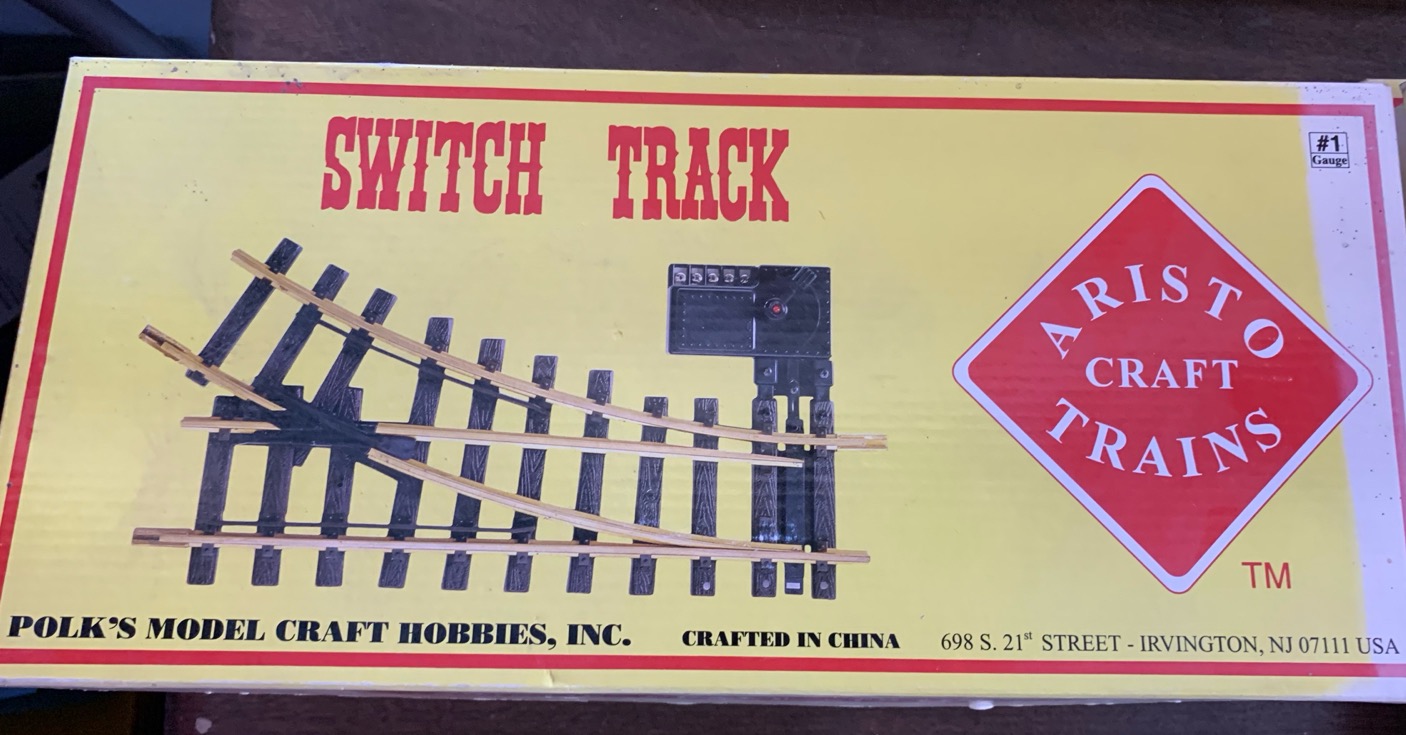 SWITCH TRACK
#1
Gauge
ARISTO
CRAFT
TRAINS
TM
POLK'S MODEL CRAFT HOBBIES, INC. CRAFTED IN CHINA 698 S. 21st STREET - IRVINGTON, NJ 07111 USA